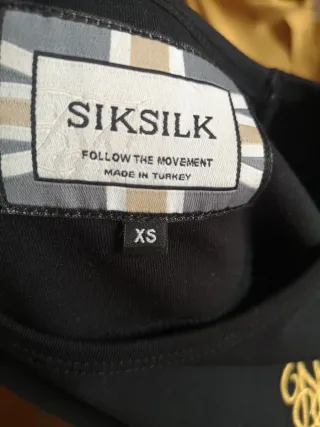 SIKSILK
FOLLOW THE MOVEMENT
MADE IN TURKEY
XS